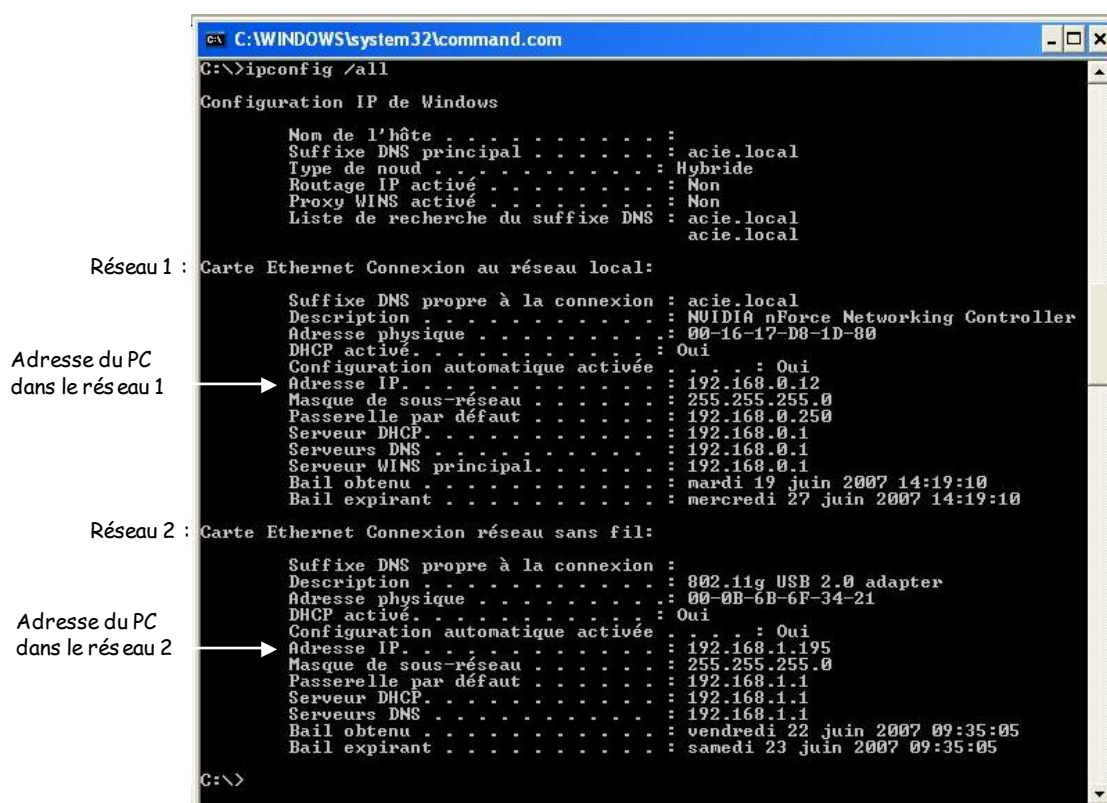 C:\WINDOWS\system32\command.com
C:\>ipconfig /all
Configuration IP de Windows
Nom de l'hôte . . . . . . . . . . :
Suffixe DNS principal . . . . . . : acie.local
Type de noud . . . . . . . . . . : Hybride
Routage IP activé . . . . . . . . : Non
Proxy WINS activé . . . . . . . . : Non
Liste de recherche du suffixe DNS : acie.local
acie.local
Réseau 1 : Carte Ethernet Connexion au réseau local:
Suffixe DNS propre à la connexion : acie.local
Description . . . . . . . . . . . : NVIDIA nForce Networking Controller
Adresse physique . . . . . . . . .: 00-16-17-D8-1D-80
DHCP activé. . . . . . . . . . . : Oui
Configuration automatique activée . . . . : Oui
Adresse du PC
dans le réseau 1
Adresse IP. . . . . . . . . . . . : 192.168.0.12
Masque de sous-réseau . . . . . . : 255.255.255.0
Passerelle par défaut . . . . . . : 192.168.0.250
Serveur DHCP. . . . . . . . . . . : 192.168.0.1
Serveurs DNS . . . . . . . . . . : 192.168.0.1
Serveur WINS principal. . . . . . : 192.168.0.1
Bail obtenu . . . . . . . . . . . : mardi 19 juin 2007 14:19:10
Bail expirant . . . . . . . . . . : mercredi 27 juin 2007 14:19:10
Réseau 2 : Carte Ethernet Connexion réseau sans fil:
Suffixe DNS propre à la connexion :
Description . . . . . . . . . . . : 802.11g USB 2.0 adapter
Adresse physique . . . . . . . . .: 00-0B-6B-6F-34-21
DHCP activé. . . . . . . . . . . : Oui
Configuration automatique activée . . . . : Oui
Adresse du PC
dans le réseau 2
Adresse IP. . . . . . . . . . . . : 192.168.1.195
Masque de sous-réseau . . . . . . : 255.255.255.0
Passerelle par défaut . . . . . . : 192.168.1.1
Serveur DHCP. . . . . . . . . . . : 192.168.1.1
Serveurs DNS . . . . . . . . . . : 192.168.1.1
Bail obtenu . . . . . . . . . . . : vendredi 22 juin 2007 09:35:05
Bail expirant . . . . . . . . . . : samedi 23 juin 2007 09:35:05
C:\>